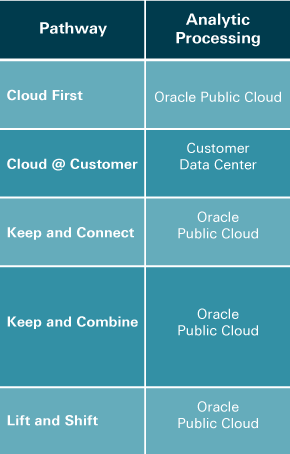 Pathway
Analytic
Processing
Cloud First
Oracle Public Cloud
Cloud @ Customer
Customer
Data Center
Keep and Connect
Oracle
Public Cloud
Keep and Combine
Oracle
Public Cloud
Lift and Shift
Oracle
Public Cloud